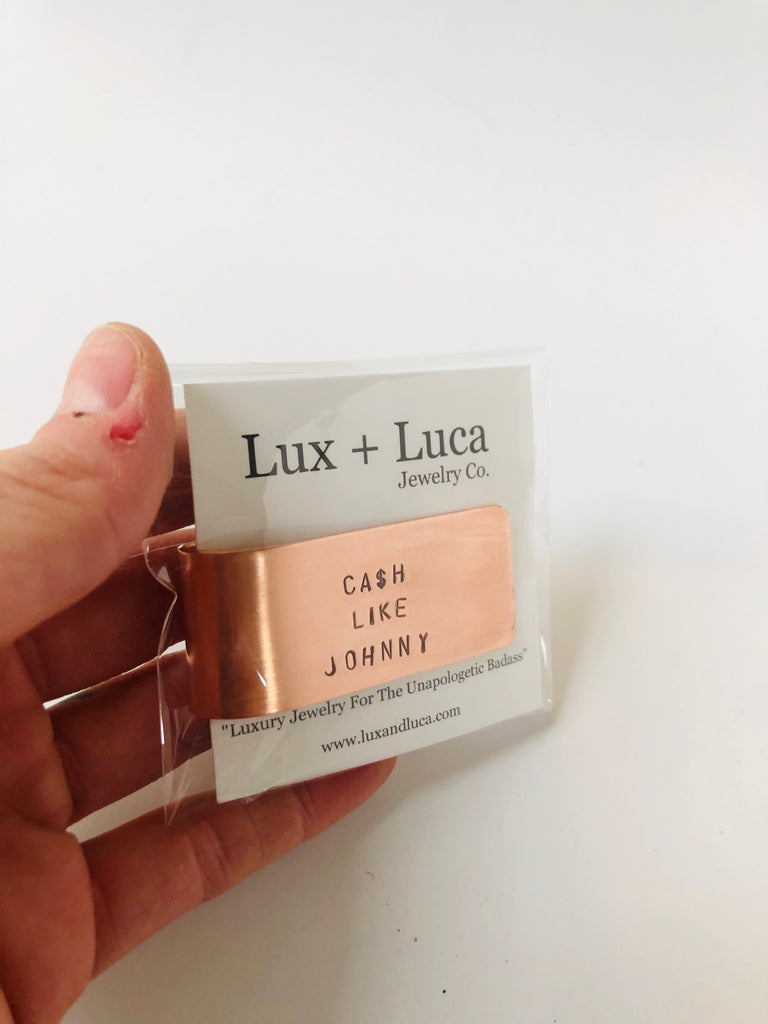 Lux + Luca
Jewelry Co.
CA$H
LIKE
JOHNNY
"Luxury Jewelry For The Unapologetic Badass"
www.luxandluca.com